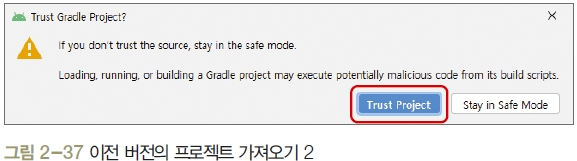 Trust Gradle Project?
If you don't trust the source, stay in the safe mode.
Loading, running, or building a Gradle project may execute potentially malicious code from its build scripts.
Trust Project
Stay in Safe Mode
그림 2-37 이전 버전의 프로젝트 가져오기 2